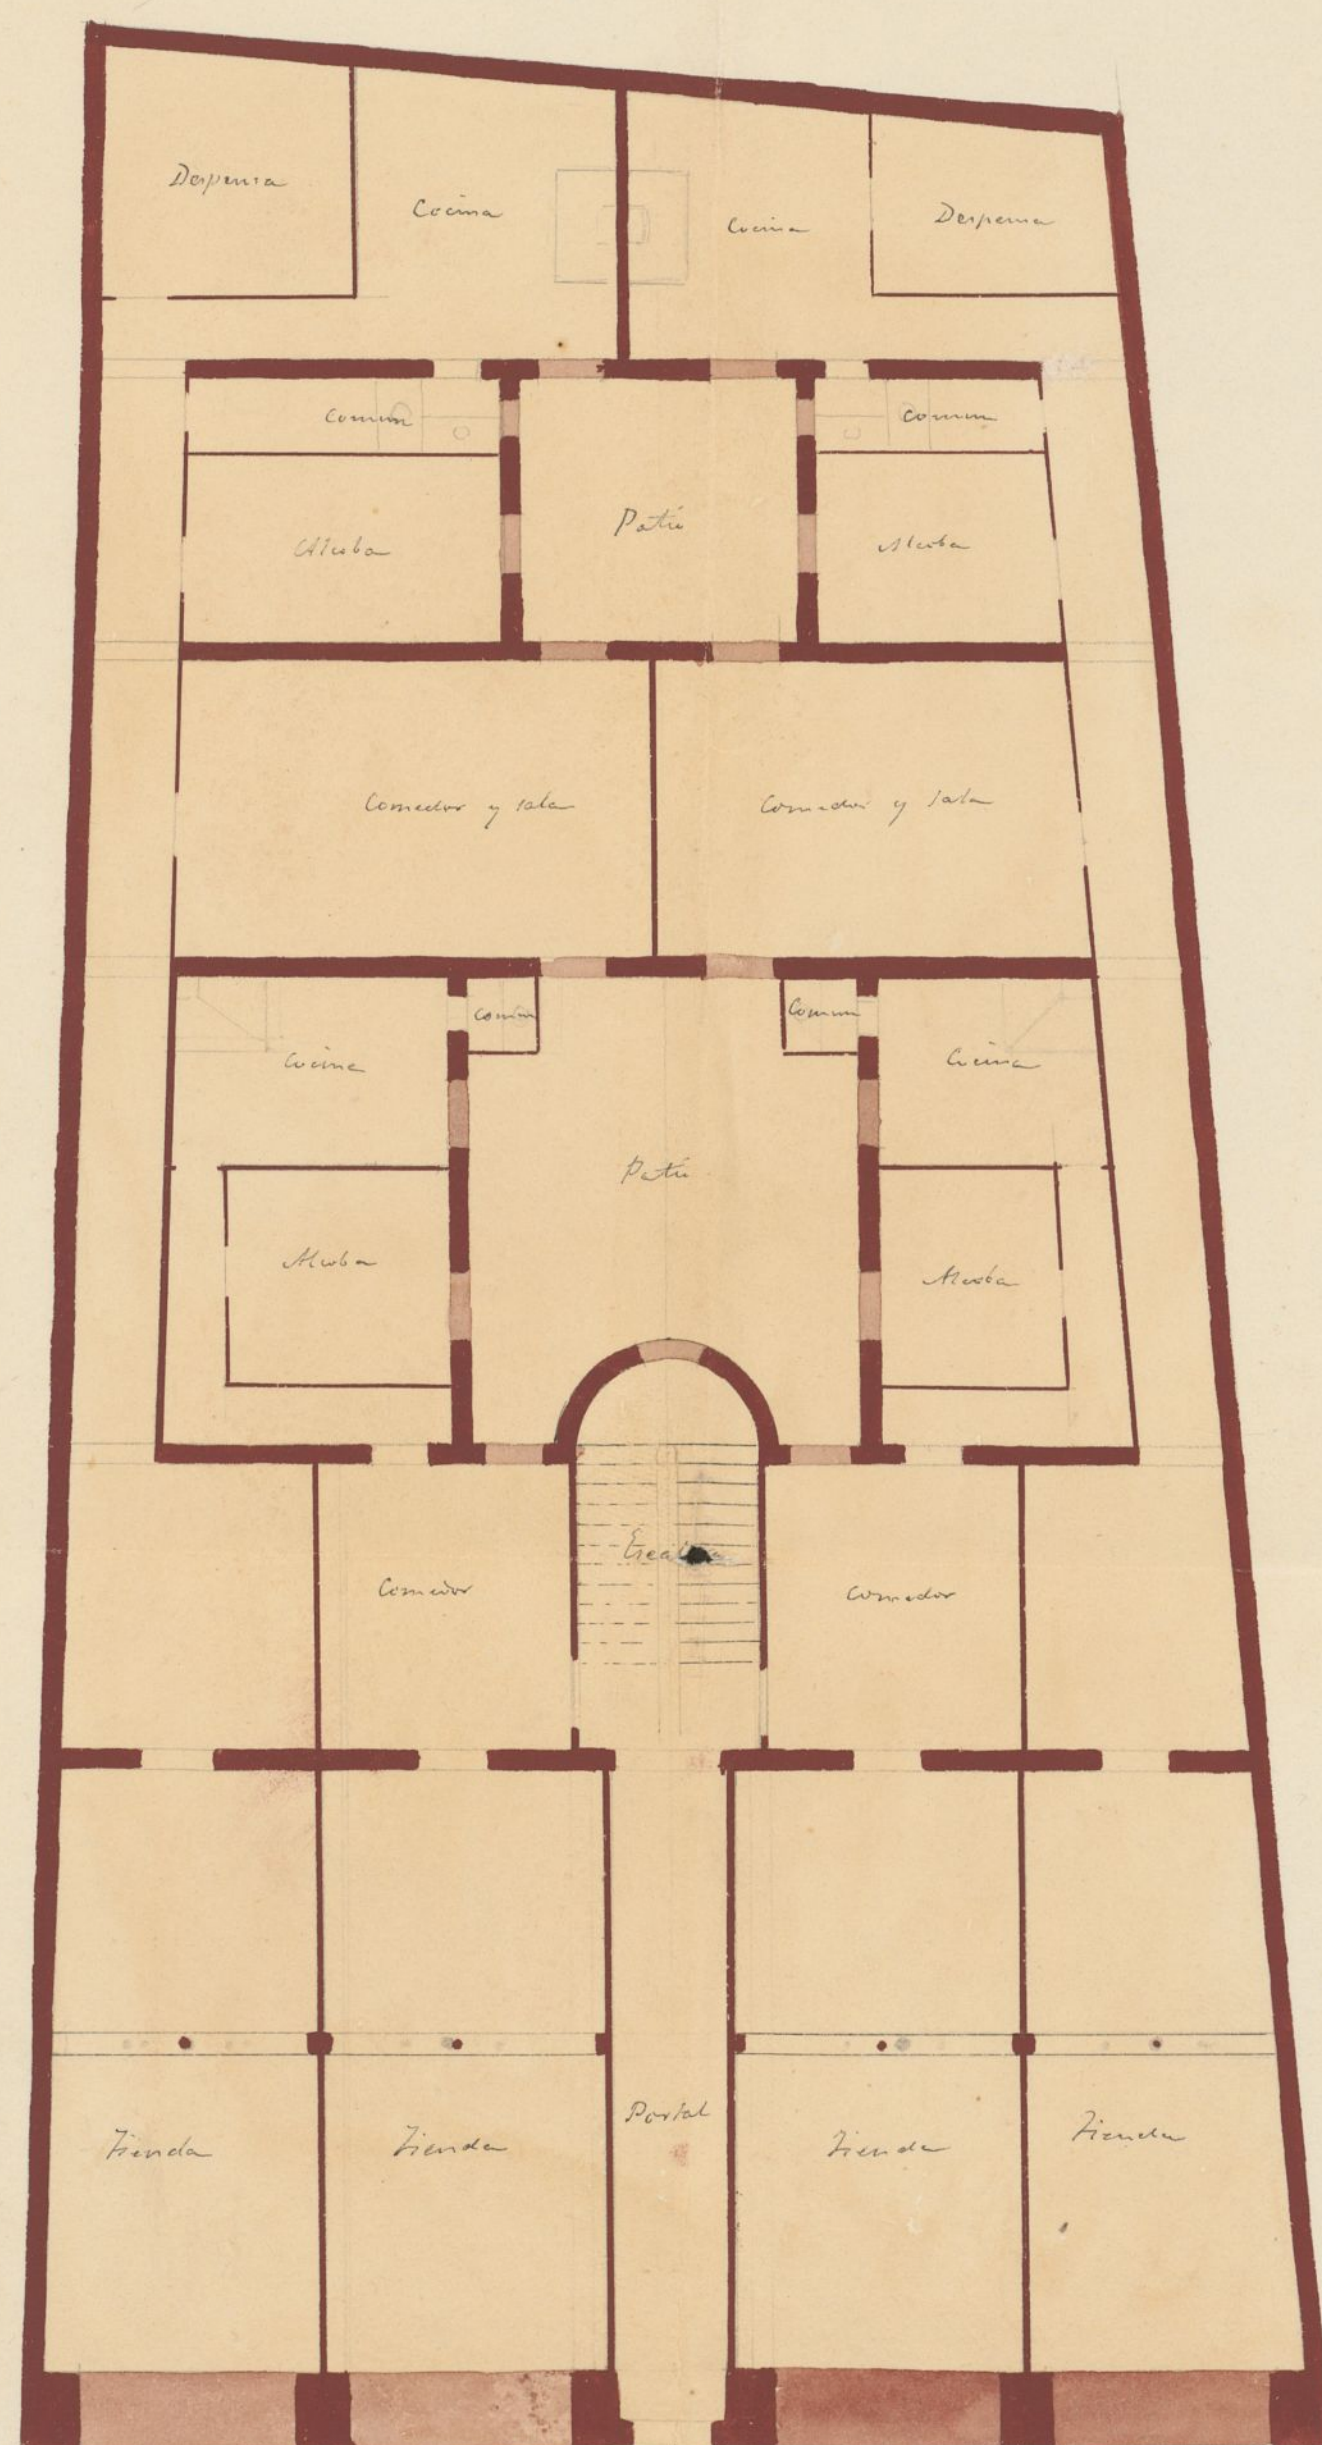 Despensa
Cocina
Cocina
Despensa
Comun
Comun
Alcoba
Patio
Alcoba
Comedor y sala
Comedor y sala
Comun
Comun
Cocina
Cocina
Patio
Alcoba
Alcoba
Escalera
Comedor
Comedor
Portal
Tienda
Tienda
Tienda
Tienda